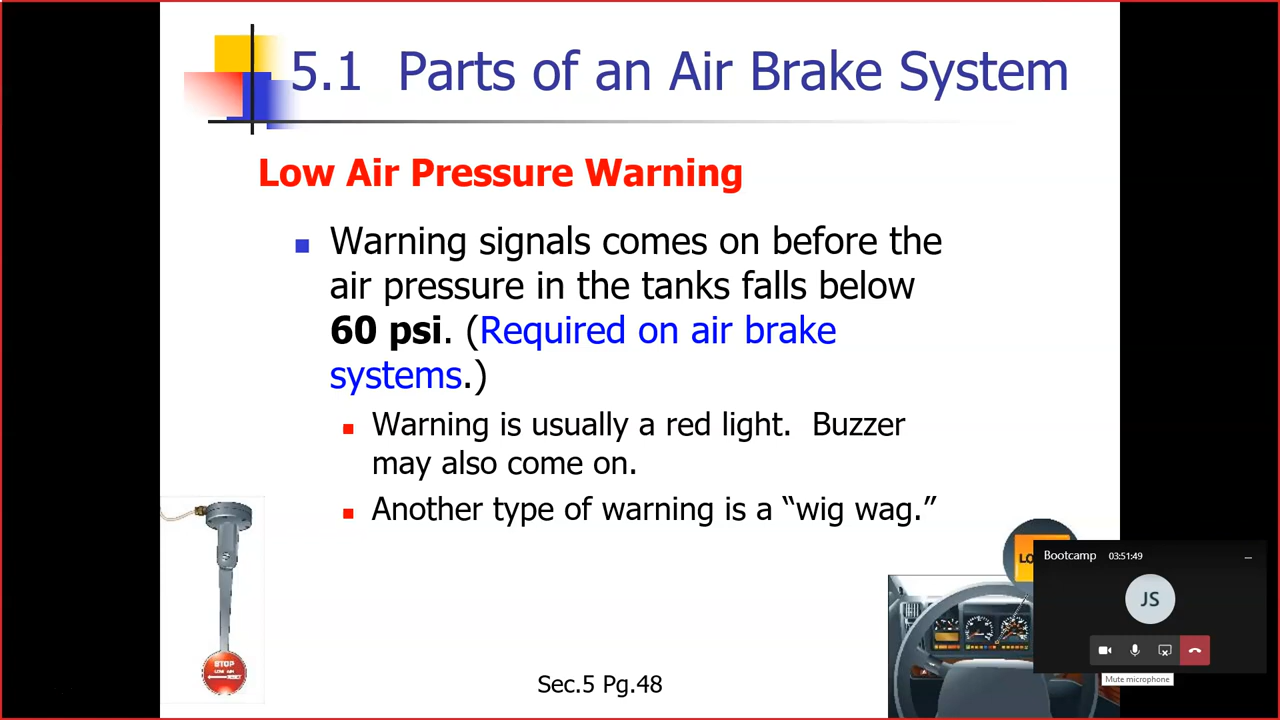 5.1 Parts of an Air Brake System
Low Air Pressure Warning
Warning signals comes on before the
air pressure in the tanks falls below
60 psi. (Required on air brake
systems.)
Warning is usually a red light. Buzzer
may also come on.
Another type of warning is a “wig wag.”
STOP
LOW AIR
Sec.5 Pg.48
Bootcamp 03:51:49
JS
Mute microphone